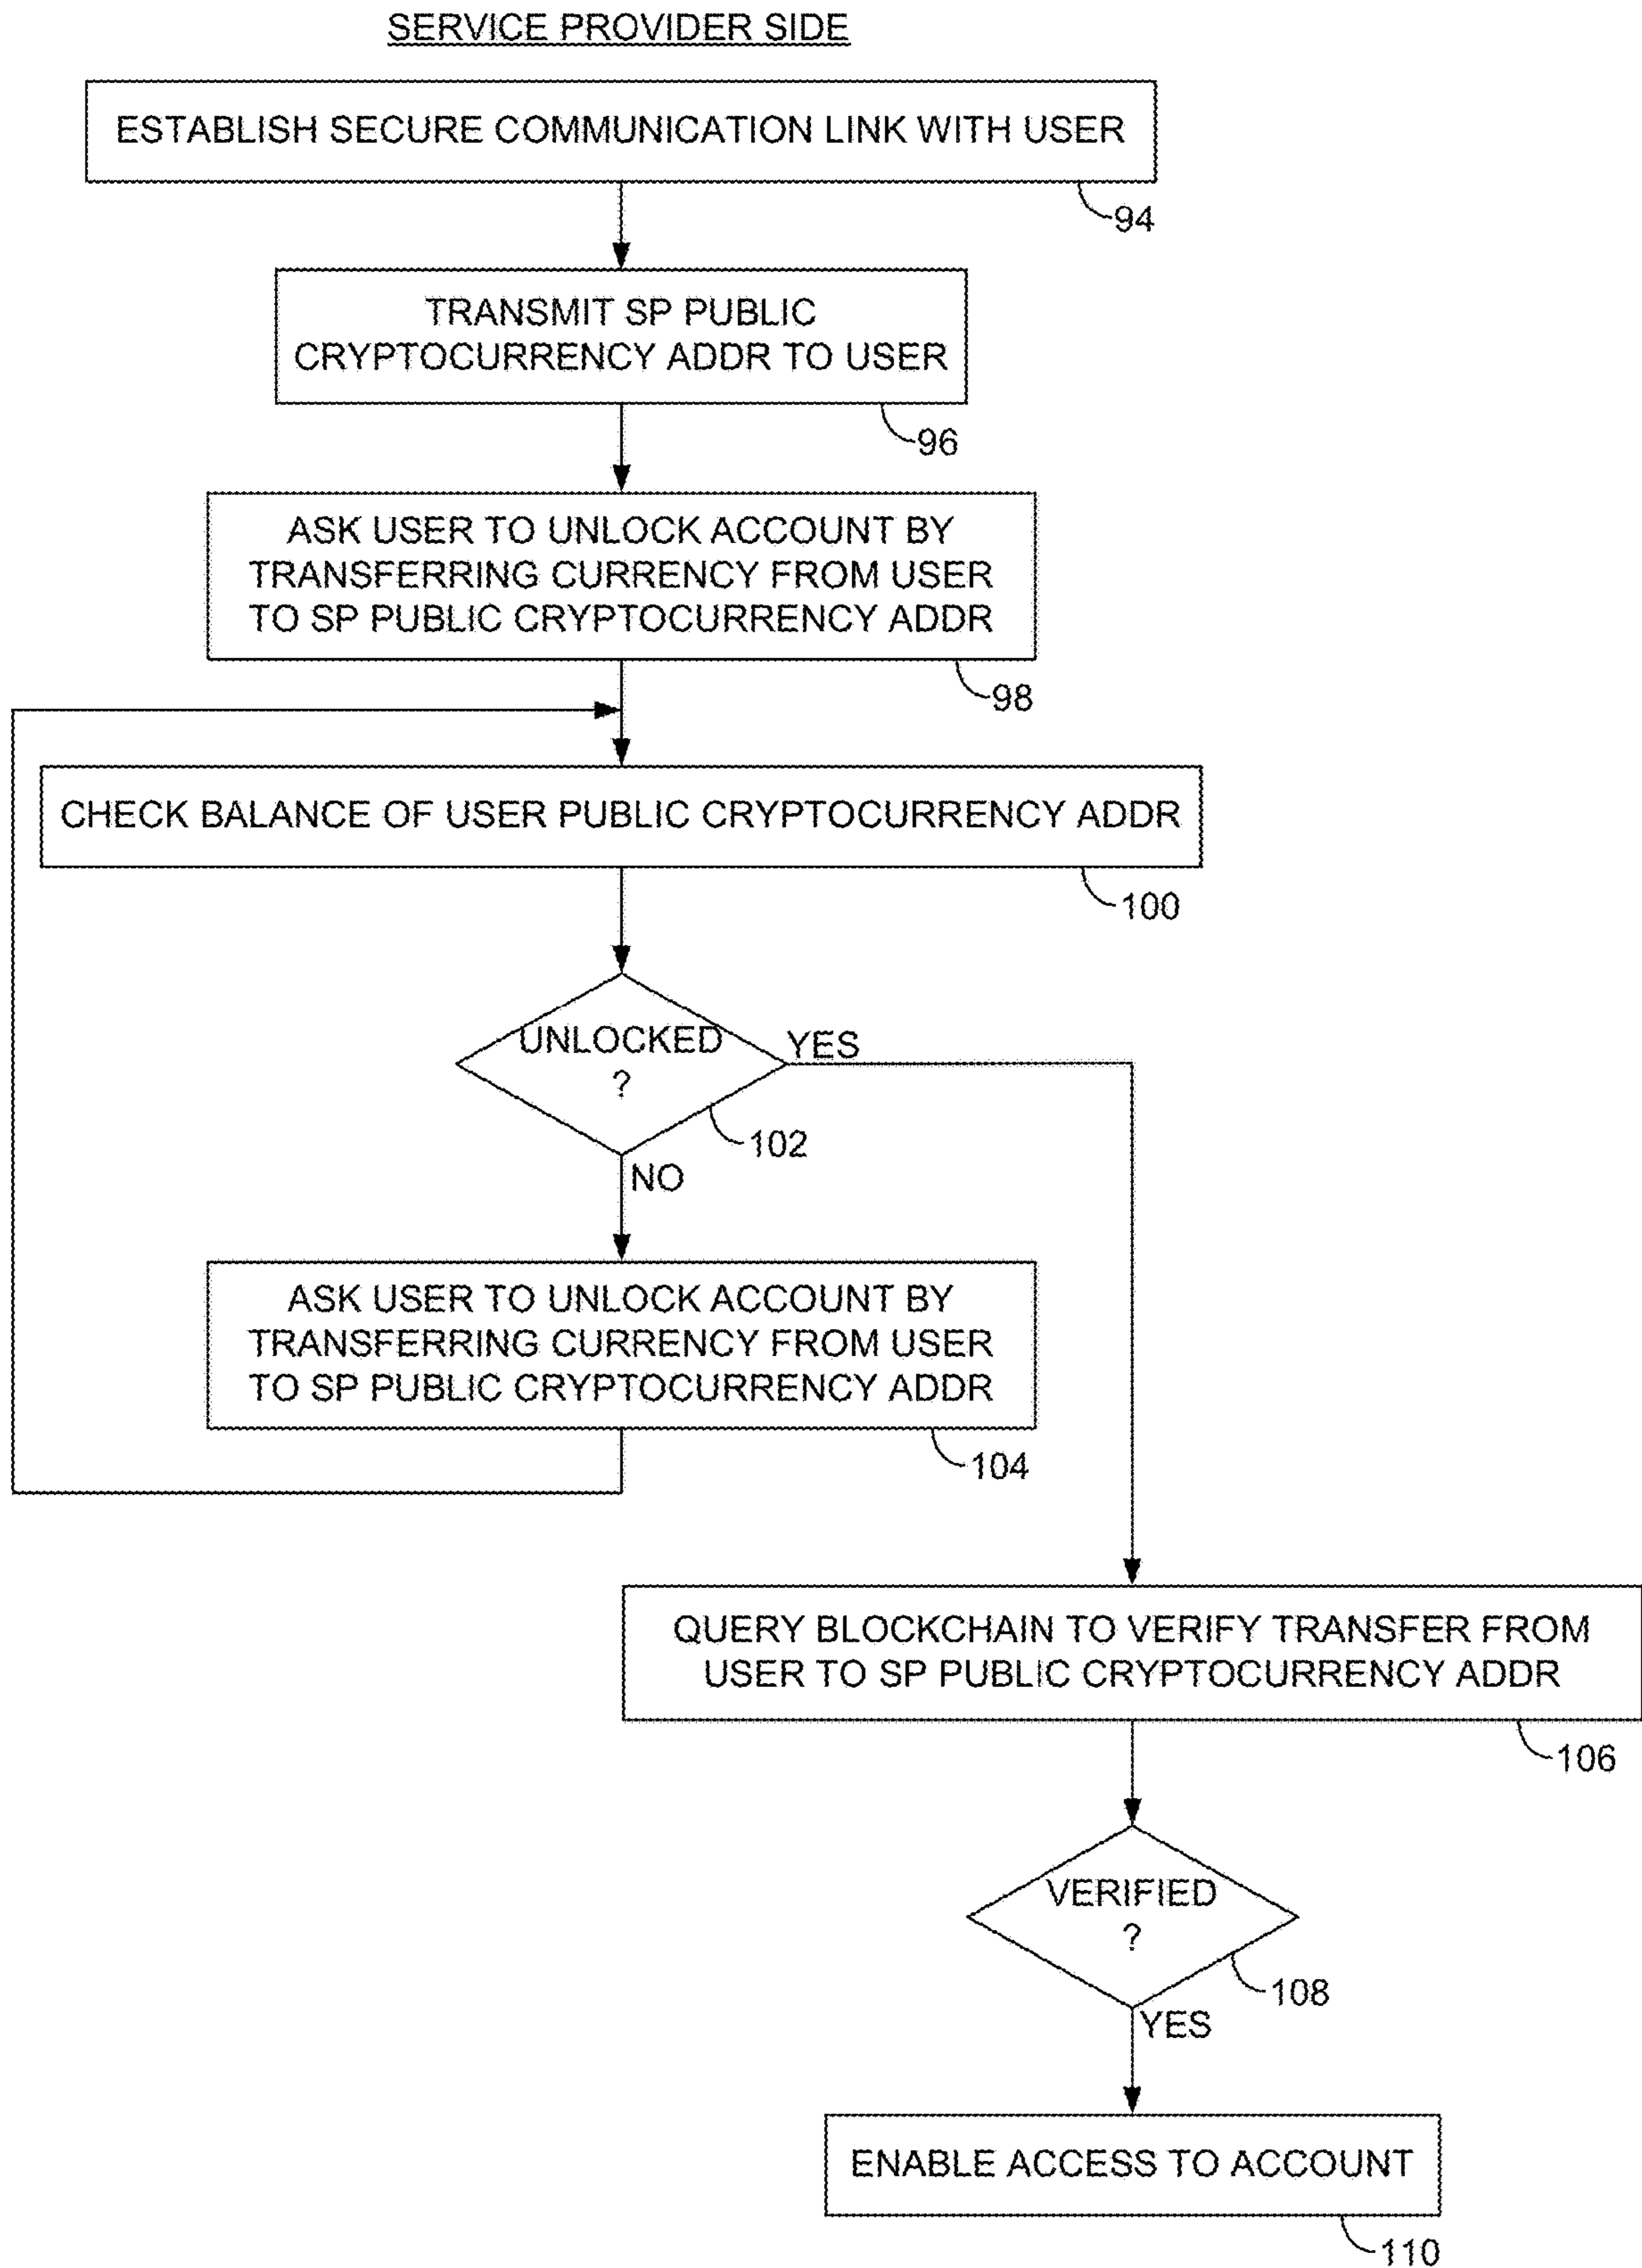 SERVICE PROVIDER SIDE
ESTABLISH SECURE COMMUNICATION LINK WITH USER
94
TRANSMIT SP PUBLIC
CRYPTOCURRENCY ADDR TO USER
96
ASK USER TO UNLOCK ACCOUNT BY
TRANSFERRING CURRENCY FROM USER
TO SP PUBLIC CRYPTOCURRENCY ADDR
98
CHECK BALANCE OF USER PUBLIC CRYPTOCURRENCY ADDR
100
UNLOCKED
?
YES
102
NO
ASK USER TO UNLOCK ACCOUNT BY
TRANSFERRING CURRENCY FROM USER
TO SP PUBLIC CRYPTOCURRENCY ADDR
104
QUERY BLOCKCHAIN TO VERIFY TRANSFER FROM
USER TO SP PUBLIC CRYPTOCURRENCY ADDR
106
VERIFIED
?
108
YES
ENABLE ACCESS TO ACCOUNT
110